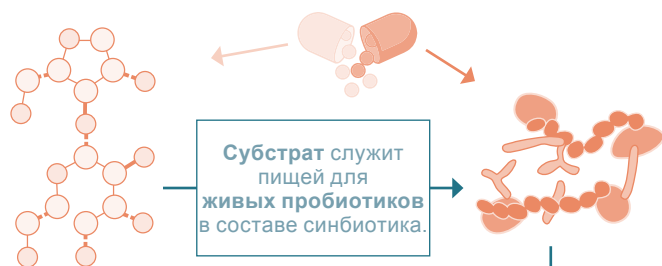 Субстрат служит
пищей для
живых пробиотиков
в составе синбиотика.